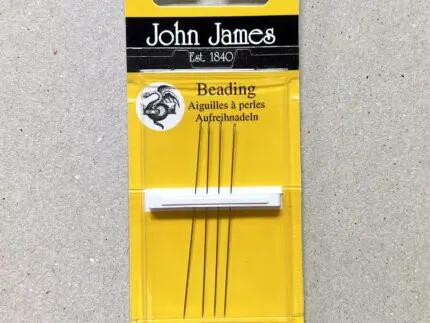 John James
Est. 1840
Beading
Aiguilles à perles
Aufreihnadeln